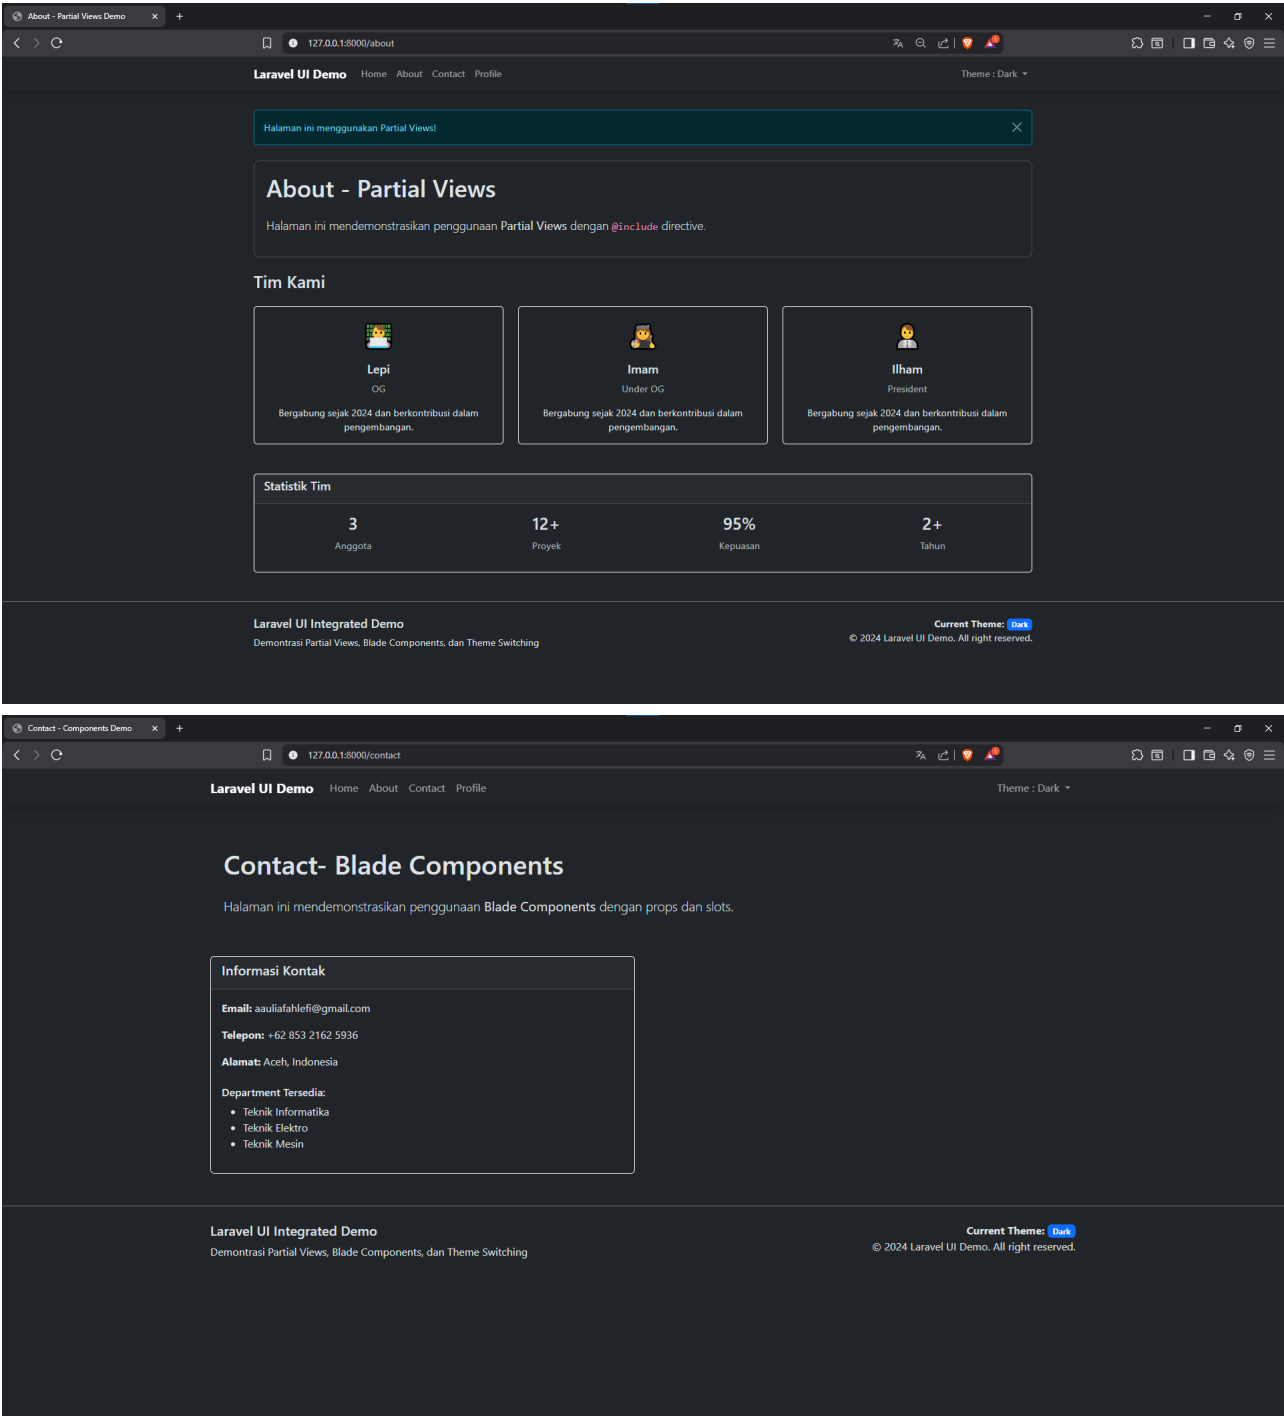 About - Partial Views Demo
127.0.0.1:8000/about
Laravel UI Demo Home About Contact Profile Theme : Dark
Halaman ini menggunakan Partial Views!
About - Partial Views
Halaman ini mendemonstrasikan penggunaan Partial Views dengan @include directive.
Tim Kami
Lepi
OG
Bergabung sejak 2024 dan berkontribusi dalam
pengembangan.
Imam
Under OG
Bergabung sejak 2024 dan berkontribusi dalam
pengembangan.
Ilham
President
Bergabung sejak 2024 dan berkontribusi dalam
pengembangan.
Statistik Tim
3 12+ 95% 2+
Anggota Proyek Kepuasan Tahun
Laravel UI Integrated Demo
Demontrasi Partial Views, Blade Components, dan Theme Switching
Current Theme: Dark
© 2024 Laravel UI Demo. All right reserved.
Contact - Components Demo
127.0.0.1:8000/contact
Laravel UI Demo Home About Contact Profile Theme : Dark
Contact- Blade Components
Halaman ini mendemonstrasikan penggunaan Blade Components dengan props dan slots.
Informasi Kontak
Email: aauliafahlefi@gmail.com
Telepon: +62 853 2162 5936
Alamat: Aceh, Indonesia
Department Tersedia:
• Teknik Informatika
• Teknik Elektro
• Teknik Mesin
Laravel UI Integrated Demo
Demontrasi Partial Views, Blade Components, dan Theme Switching
Current Theme: Dark
© 2024 Laravel UI Demo. All right reserved.